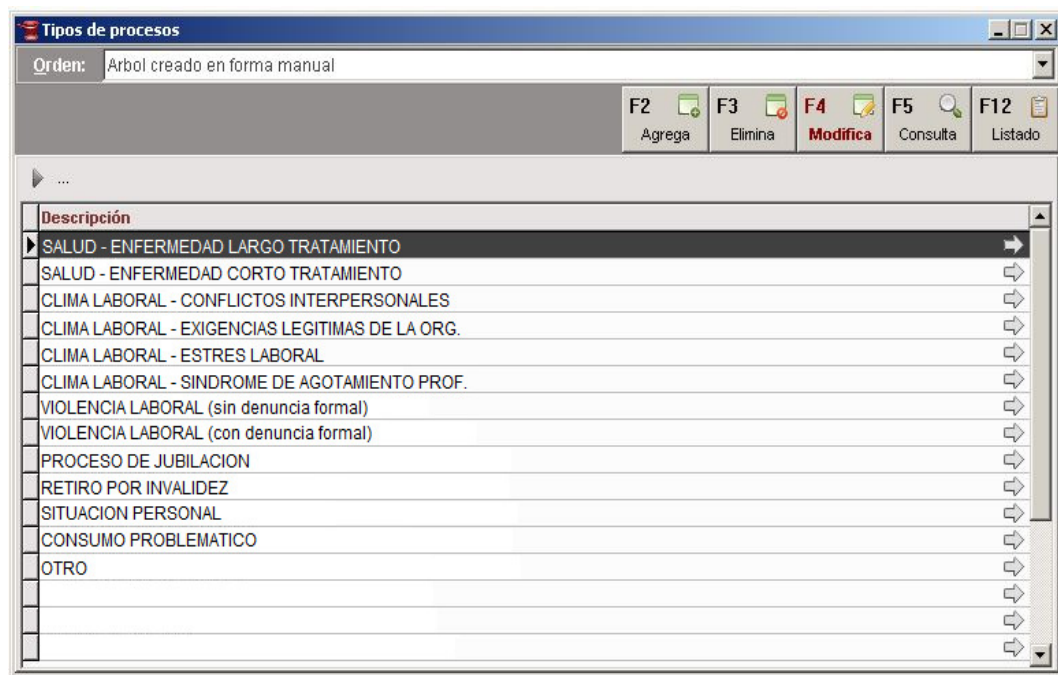 Tipos de procesos
Orden: Arbol creado en forma manual
F2 F3 F4 F5 F12
Agrega Elimina Modifica Consulta Listado
...
Descripción
SALUD - ENFERMEDAD LARGO TRATAMIENTO
SALUD - ENFERMEDAD CORTO TRATAMIENTO
CLIMA LABORAL - CONFLICTOS INTERPERSONALES
CLIMA LABORAL - EXIGENCIAS LEGITIMAS DE LA ORG.
CLIMA LABORAL - ESTRES LABORAL
CLIMA LABORAL - SINDROME DE AGOTAMIENTO PROF.
VIOLENCIA LABORAL (sin denuncia formal)
VIOLENCIA LABORAL (con denuncia formal)
PROCESO DE JUBILACION
RETIRO POR INVALIDEZ
SITUACION PERSONAL
CONSUMO PROBLEMATICO
OTRO